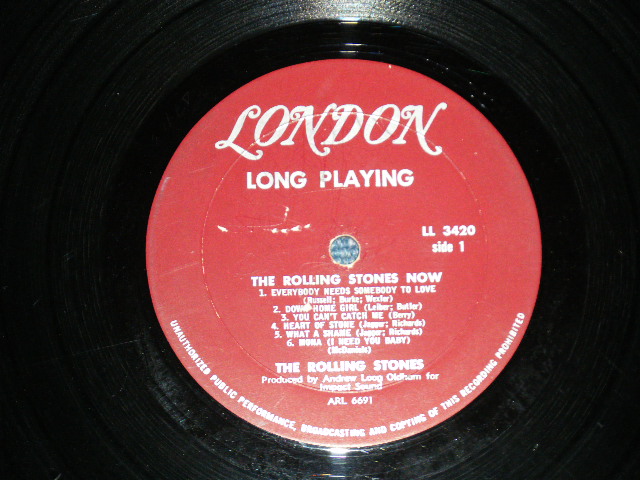 LONDON
LONG PLAYING
LL 3420
side 1
THE ROLLING STONES NOW
1. EVERYBODY NEEDS SOMEBODY TO LOVE
(Russell; Burke; Wexler)
2. DOWN HOME GIRL (Leiber; Butler)
3. YOU CAN'T CATCH ME (Berry)
4. HEART OF STONE (Jagger; Richards)
5. WHAT A SHAME (Jagger; Richards)
6. MONA (I NEED YOU BABY)
(McDaniels)
THE ROLLING STONES
Produced by Andrew Loog Oldham for
Impact Sound
ARL 6691
UNAUTHORIZED PUBLIC PERFORMANCE, BROADCASTING AND COPYING OF THIS RECORDING PROHIBITED